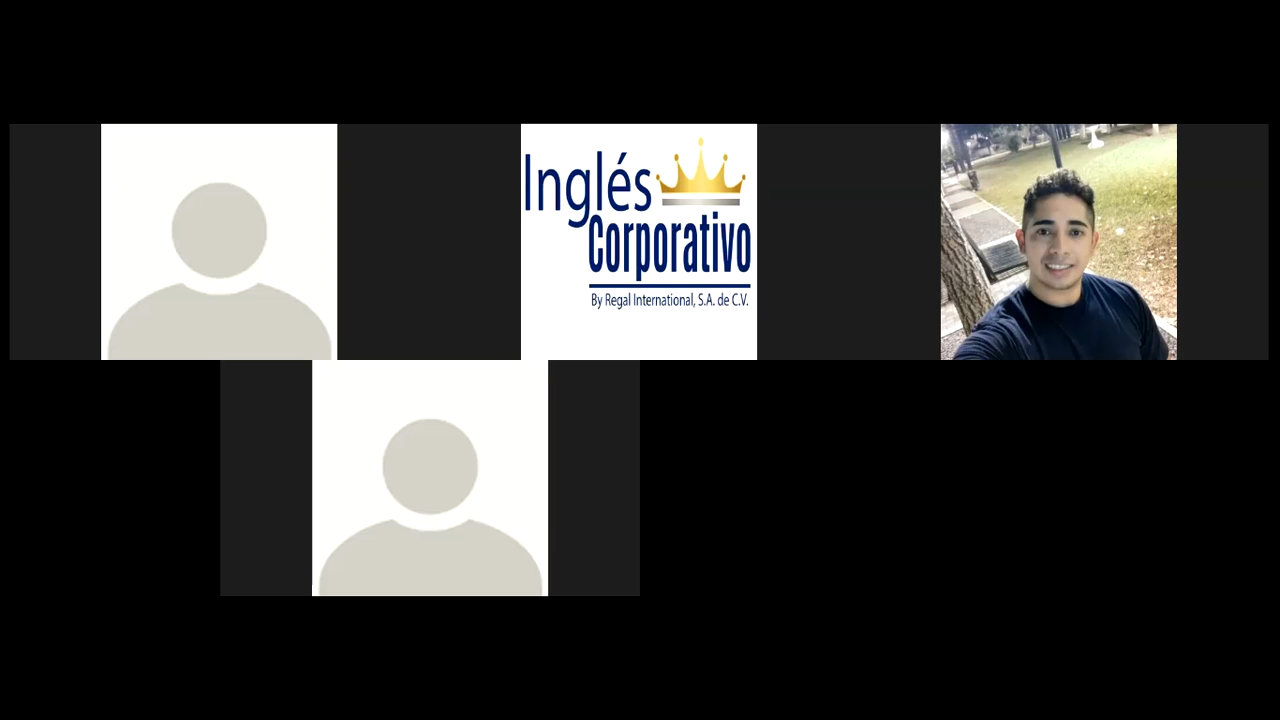 Inglés
Corporativo
By Regal International, S.A. de C.V.